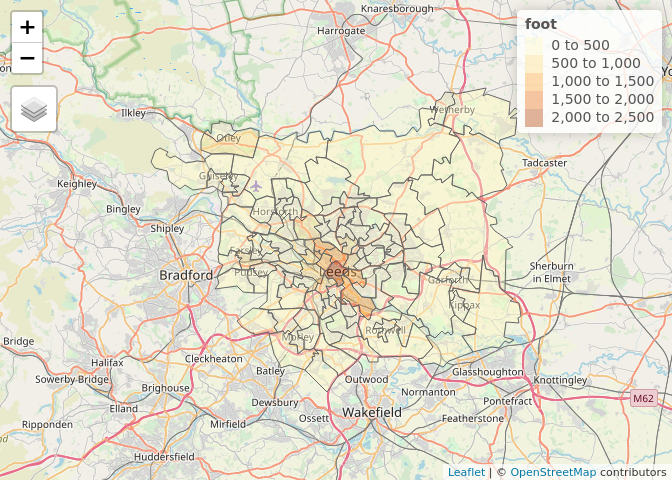 +
−
foot
0 to 500
500 to 1,000
1,000 to 1,500
1,500 to 2,000
2,000 to 2,500
Knaresborough
Harrogate
Wetherby
Ilkley
Otley
Tadcaster
Keighley
Guiseley
Bingley
Horsforth
Shipley
Farsley
Bradford
Pudsey
Leeds
Sherburn
in Elmet
Garforth
Kippax
Bridge
Morley
Rothwell
Halifax
Cleckheaton
Sowerby Bridge
Batley
Outwood
Glasshoughton
Knottingley
Brighouse
Normanton
Pontefract
M62
Elland
Dewsbury
Wakefield
Ripponden
Mirfield
Ossett
Featherstone
Huddersfield
Leaflet | © OpenStreetMap contributors